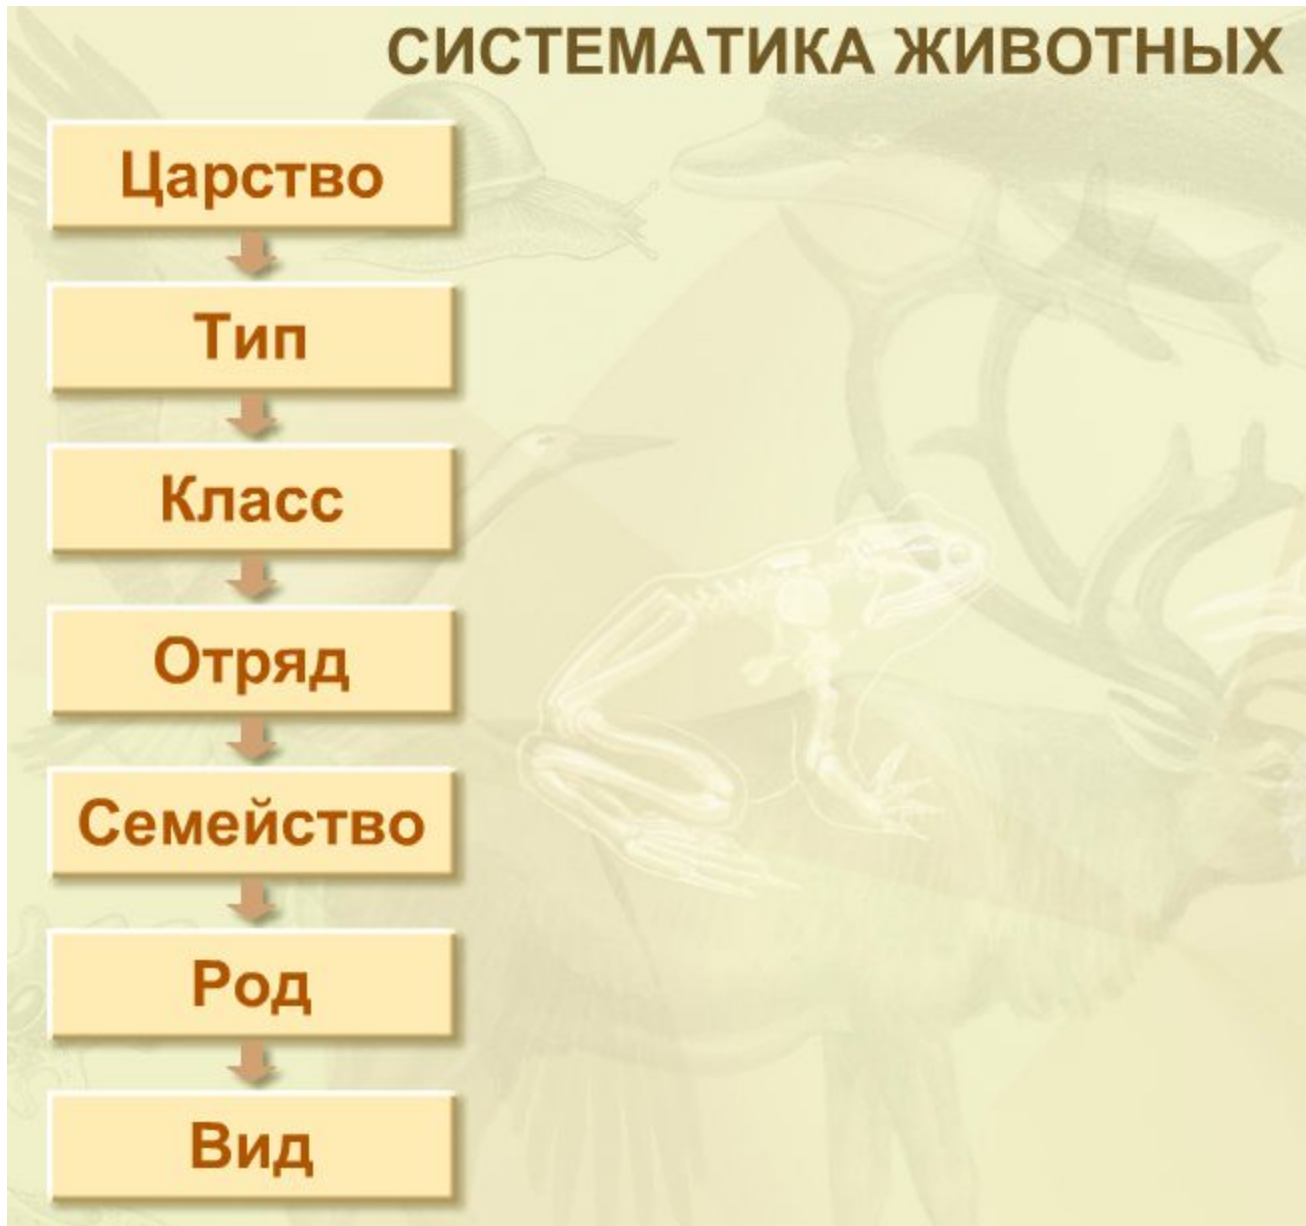 СИСТЕМАТИКА ЖИВОТНЫХ
Царство
Тип
Класс
Отряд
Семейство
Род
Вид